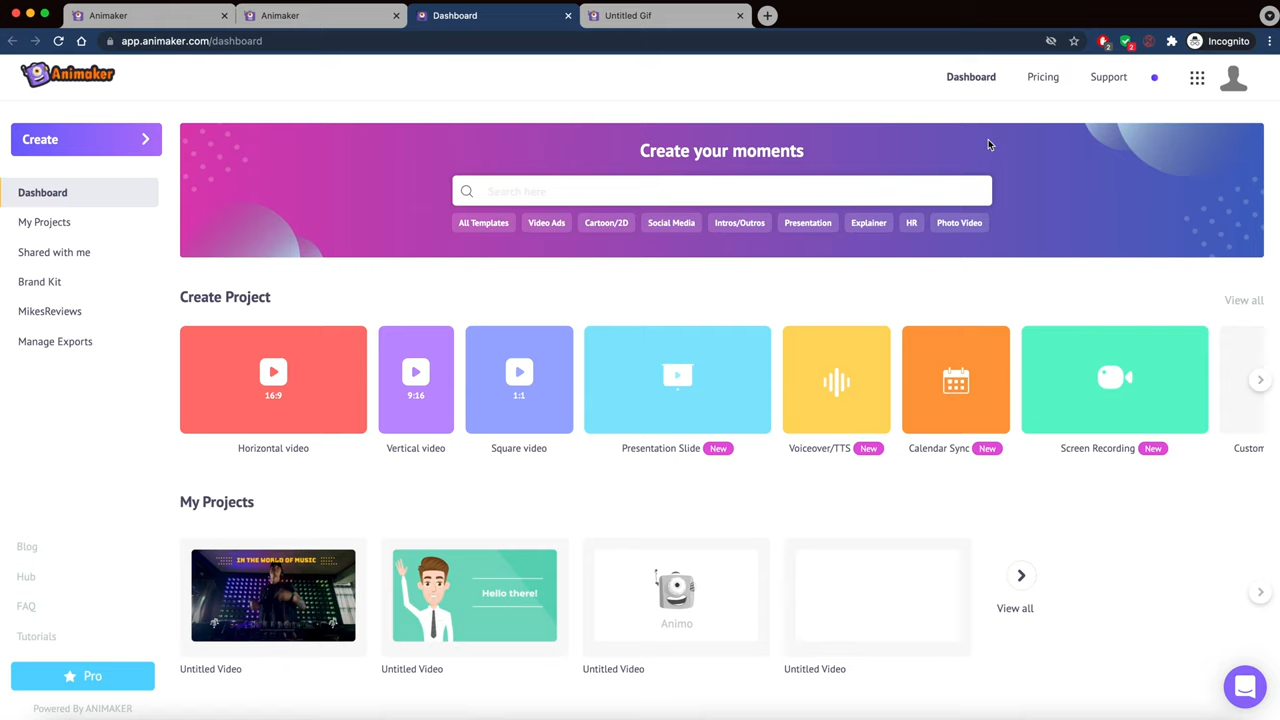 Animaker
Animaker
Dashboard
Untitled Gif
app.animaker.com/dashboard
2
2
Incognito
Animaker
Dashboard
Pricing
Support
Create
Dashboard
My Projects
Shared with me
Brand Kit
MikesReviews
Manage Exports
Blog
Hub
FAQ
Tutorials
Pro
Powered By ANIMAKER
Create your moments
Search here
All Templates
Video Ads
Cartoon/2D
Social Media
Intros/Outros
Presentation
Explainer
HR
Photo Video
Create Project
View all
16:9
9:16
1:1
Horizontal video
Vertical video
Square video
Presentation Slide New
Voiceover/TTS New
Calendar Sync New
Screen Recording New
Custom
My Projects
IN THE WORLD OF MUSIC
Hello there!
Animo
View all
Untitled Video
Untitled Video
Untitled Video
Untitled Video